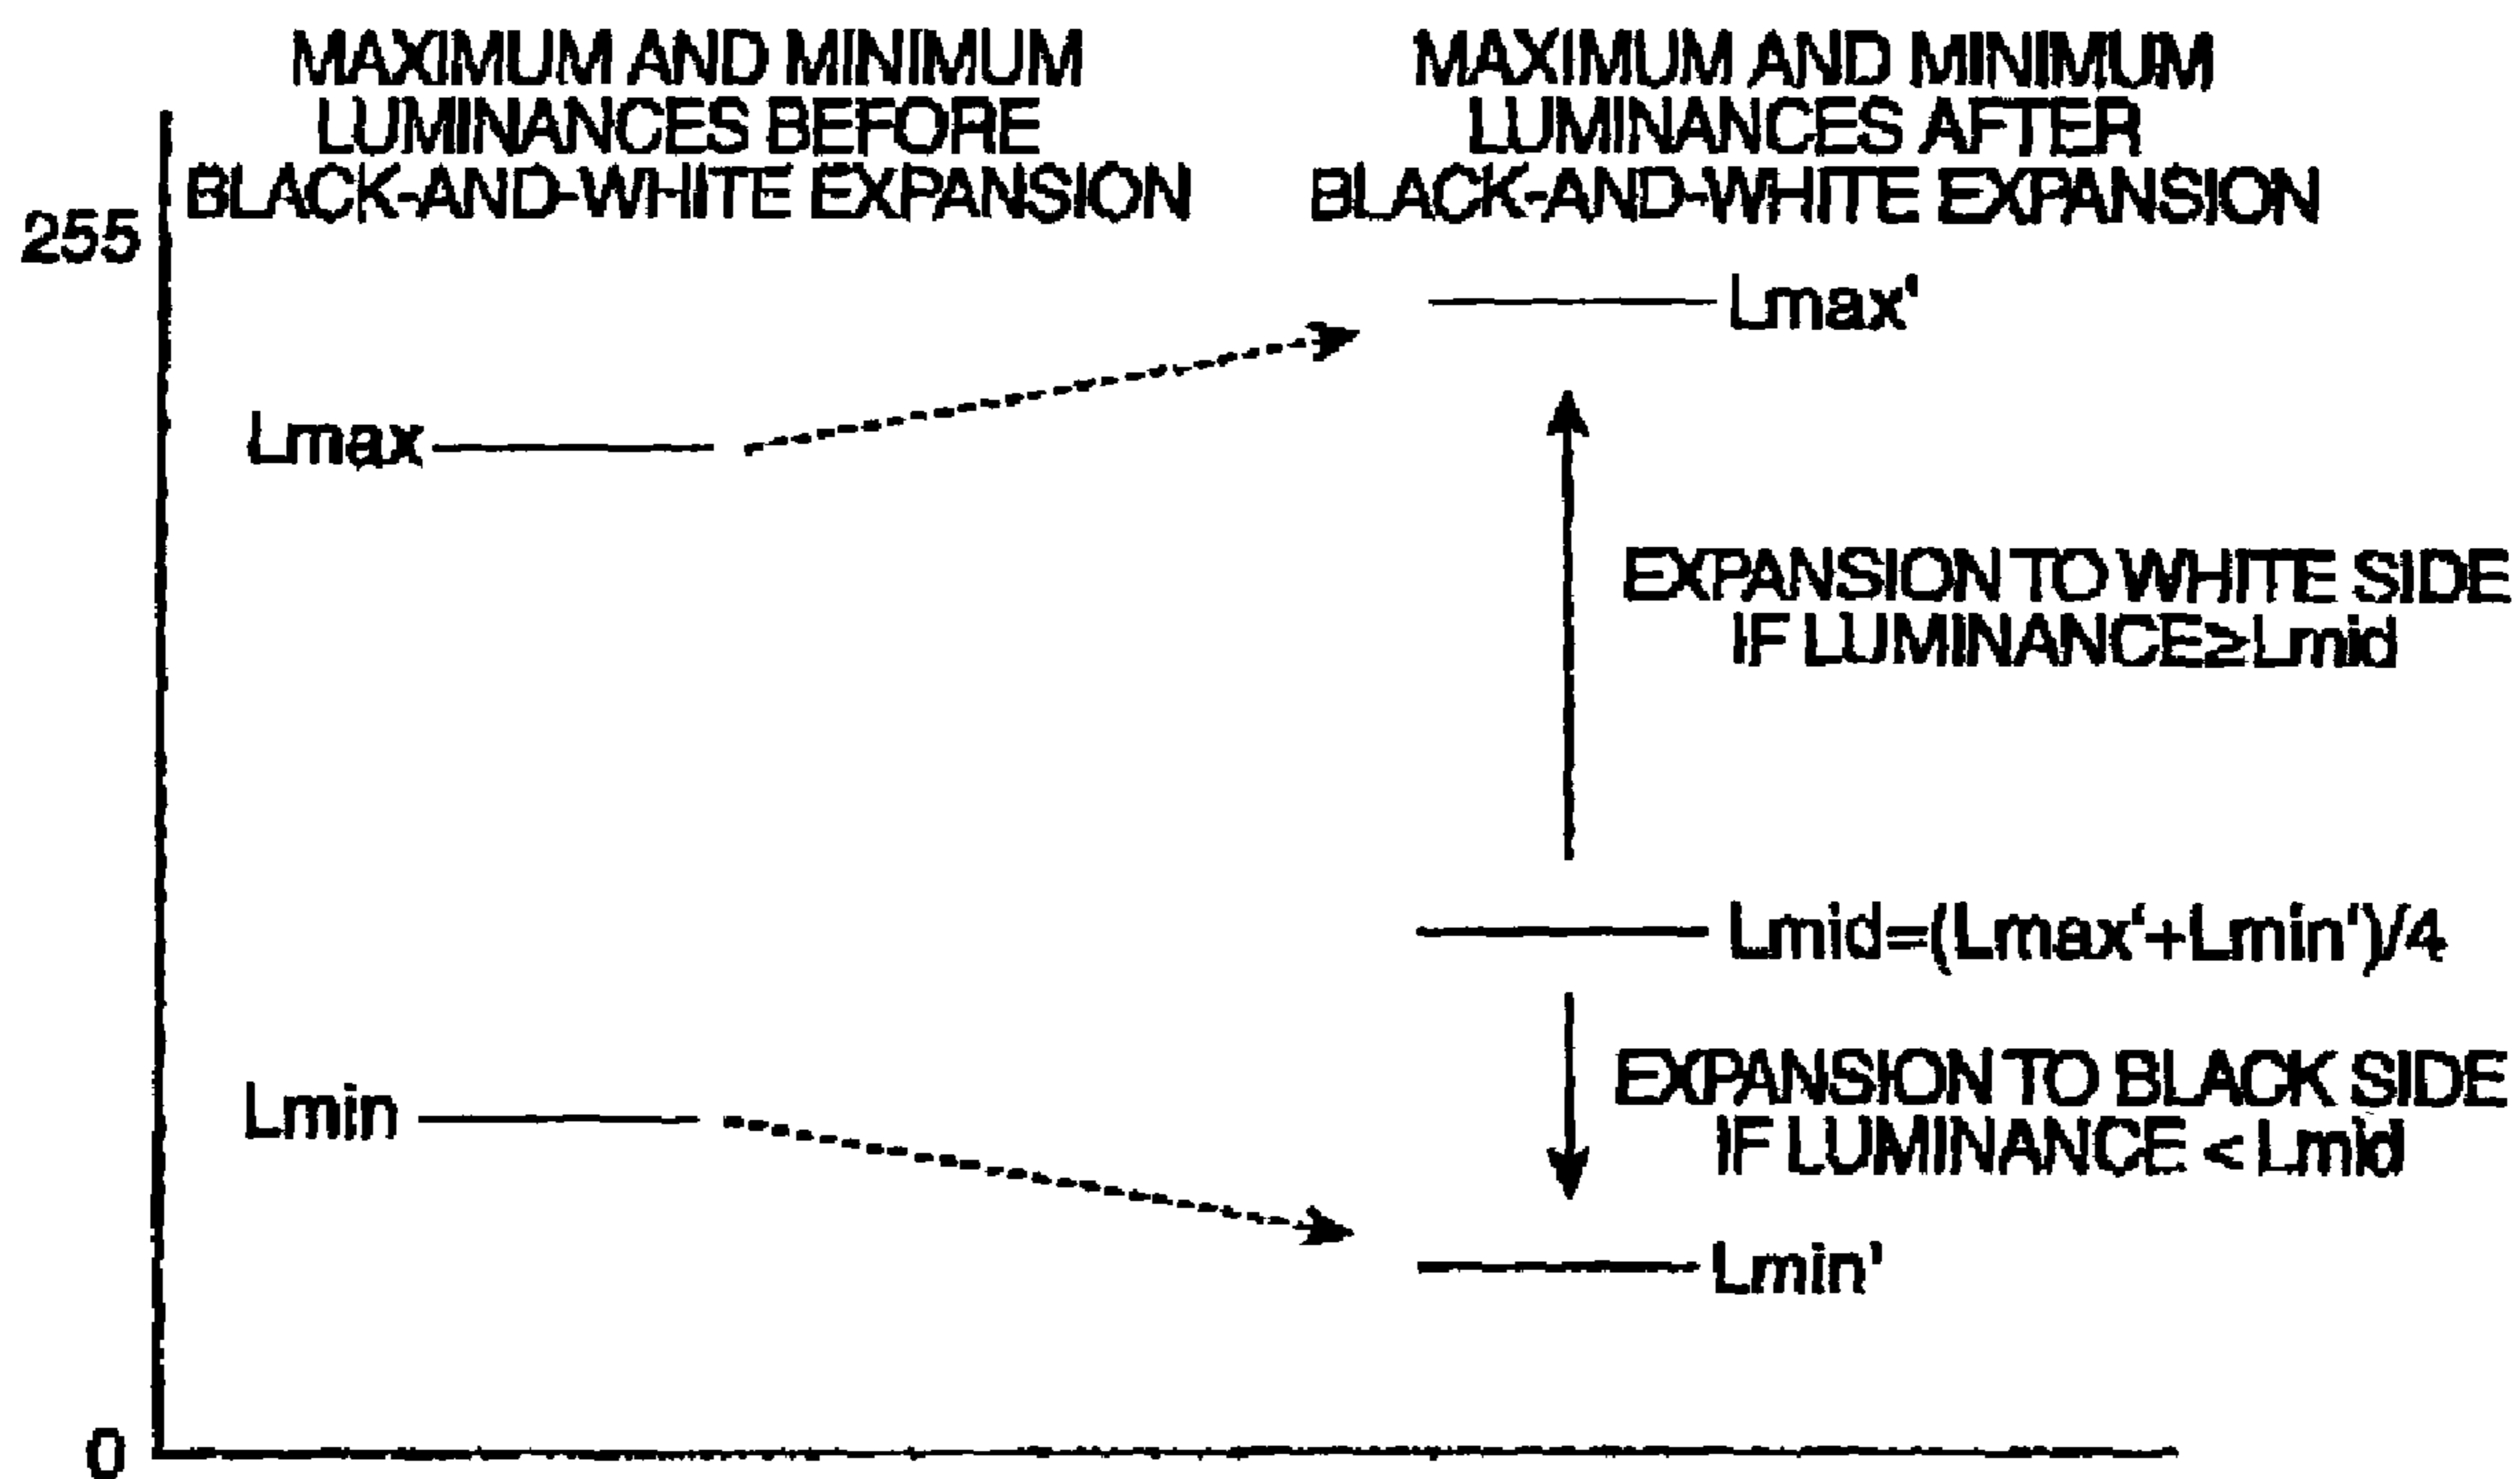 MAXIMUM AND MINIMUM
LUMINANCES BEFORE
BLACK-AND-WHITE EXPANSION
MAXIMUM AND MINIMUM
LUMINANCES AFTER
BLACK-AND-WHITE EXPANSION
255
Lmax'
Lmax
EXPANSION TO WHITE SIDE
IF LUMINANCE≥Lmid
Lmid=(Lmax'+Lmin')/4
Lmin
EXPANSION TO BLACK SIDE
IF LUMINANCE <Lmid
Lmin'
0